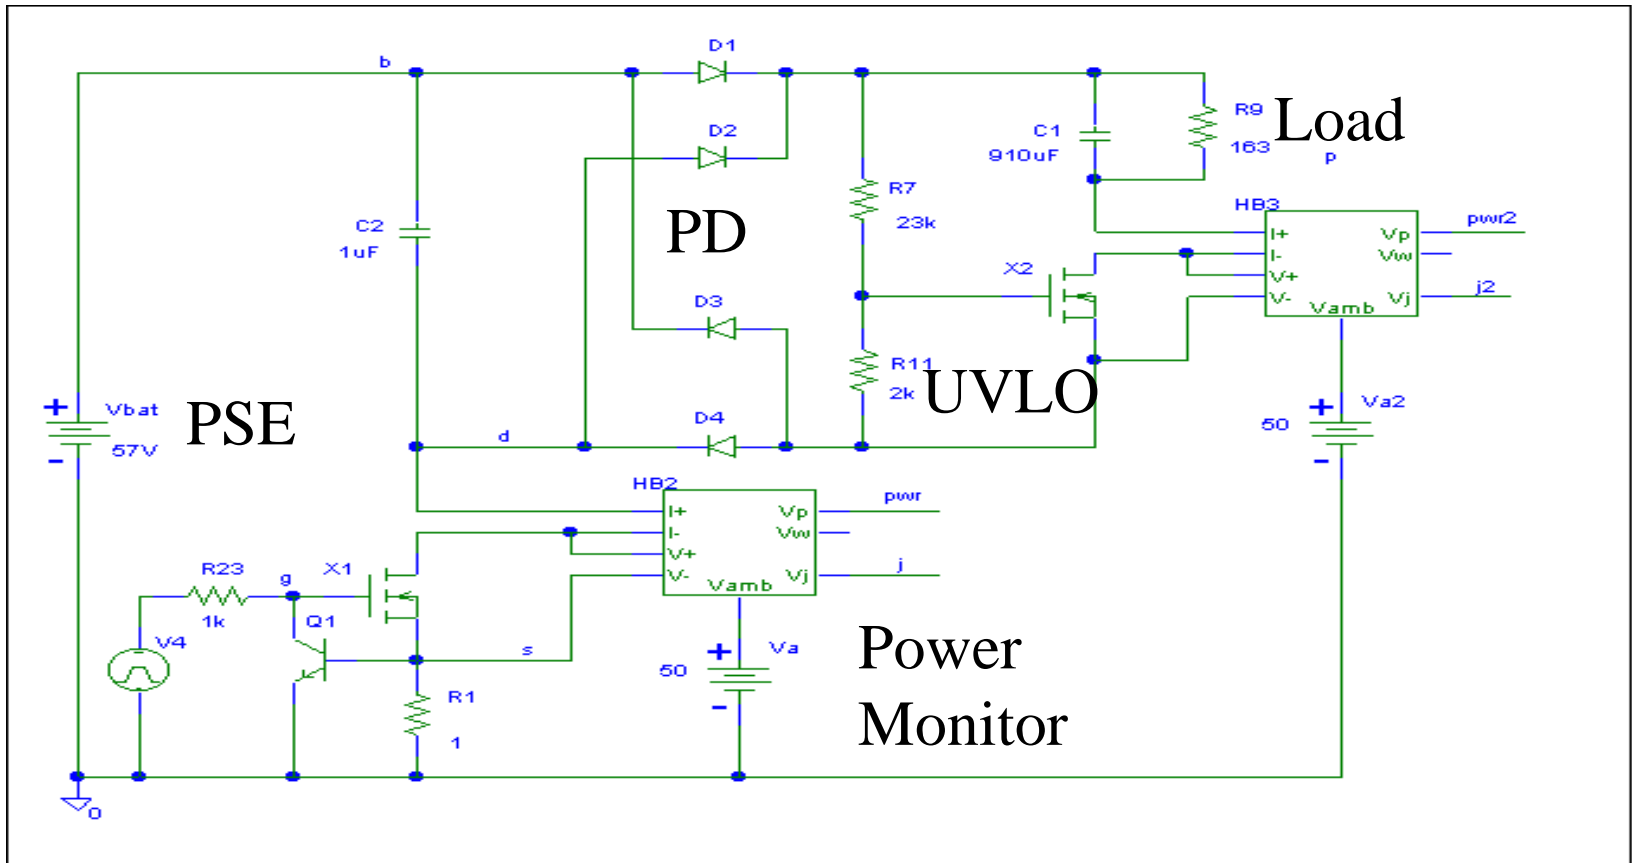 D1
b
D2
C1
910uF
R9
163
Load
p
R7
23k
C2
1uF
PD
HB3
I+
I-
V+
V-
Vp
Vw
Vj
Vamb
pwr2
j2
X2
D3
R11
2k
UVLO
+
Vbat
57V
-
PSE
D4
d
+
Va2
50
-
HB2
I+
I-
V+
V-
Vp
Vw
Vj
Vamb
pwr
j
R23
1k
g
X1
Q1
V4
s
R1
1
+
Va
50
-
Power
Monitor
0